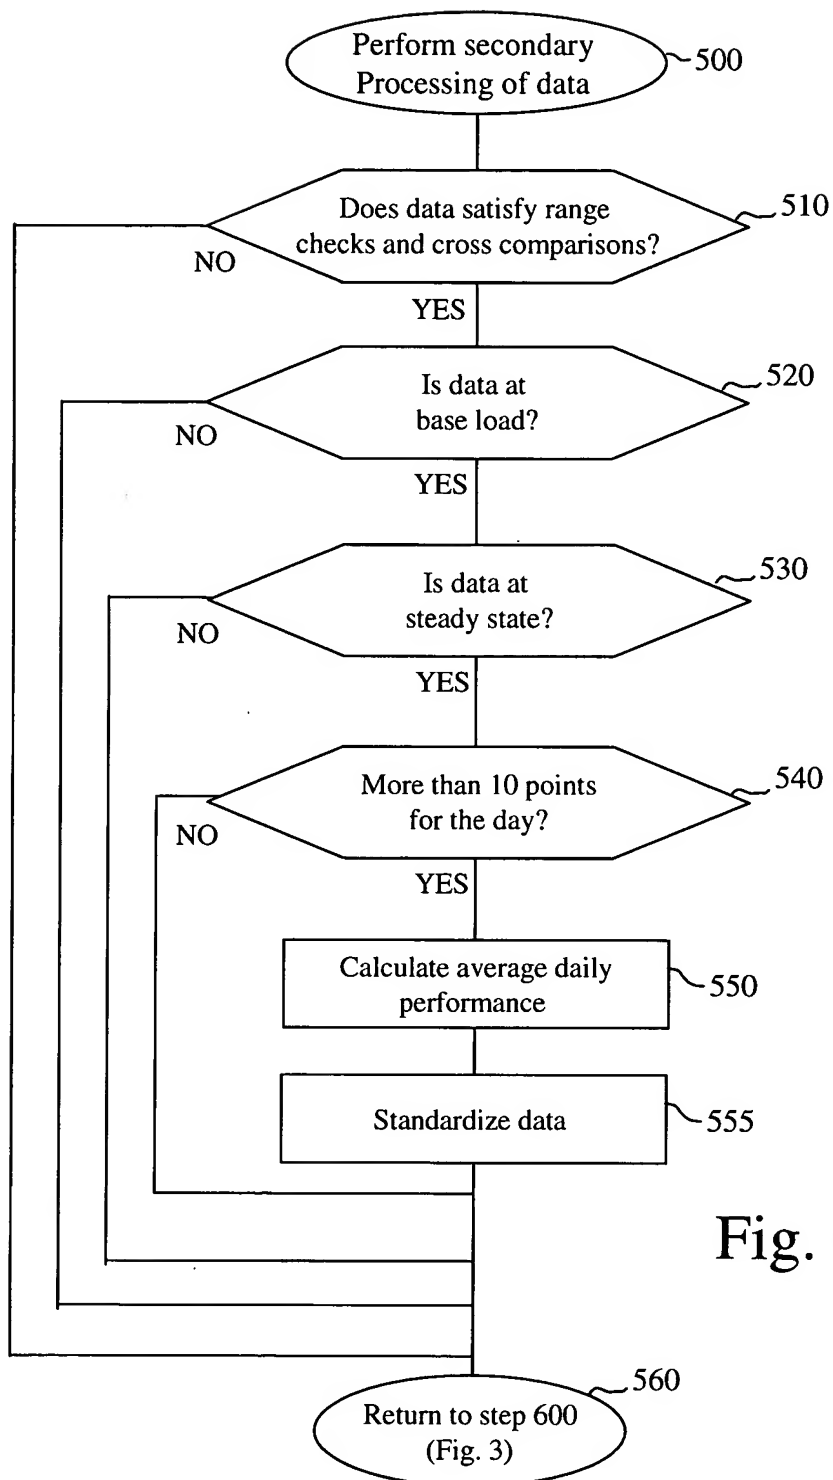 Perform secondary
Processing of data
500
Does data satisfy range
checks and cross comparisons?
510
NO
YES
Is data at
base load?
520
NO
YES
Is data at
steady state?
530
NO
YES
More than 10 points
for the day?
540
NO
YES
Calculate average daily
performance
550
Standardize data
555
Fig.
Return to step 600
(Fig. 3)
560